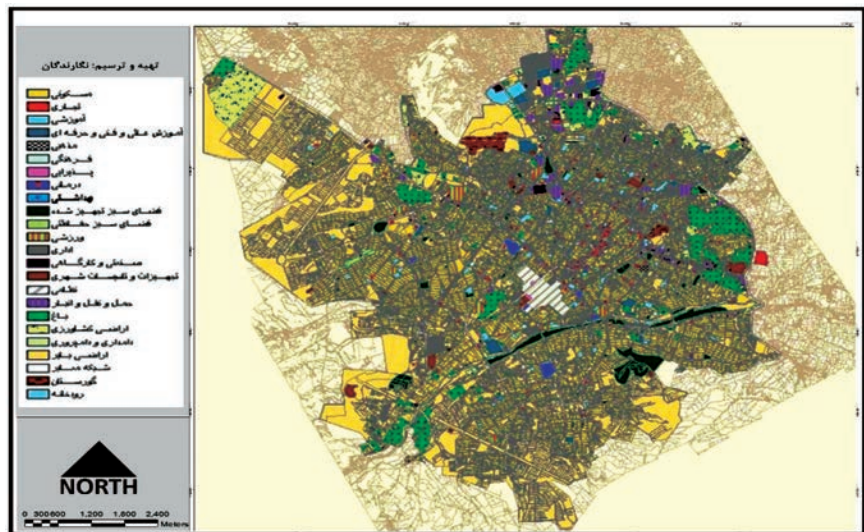 تهیه و ترسیم: نگارندگان
مسکونی
تجاری
آموزشی
آموزش عالی و فنی و حرفه ای
مذهبی
فرهنگی
پذیرایی
درمانی
بهداشتی
فضای سبز تجهیز شده
فضای سبز حفاظتی
ورزشی
اداری
صنعتی و کارگاهی
تجهیزات و تاسیسات شهری
نظامی
حمل و نقل و انبار
باغ
اراضی کشاورزی
دامداری و دامپروری
اراضی بایر
شبکه معابر
گورستان
رودخانه
NORTH
0 300 600 1,200 1,800 2,400
Meters